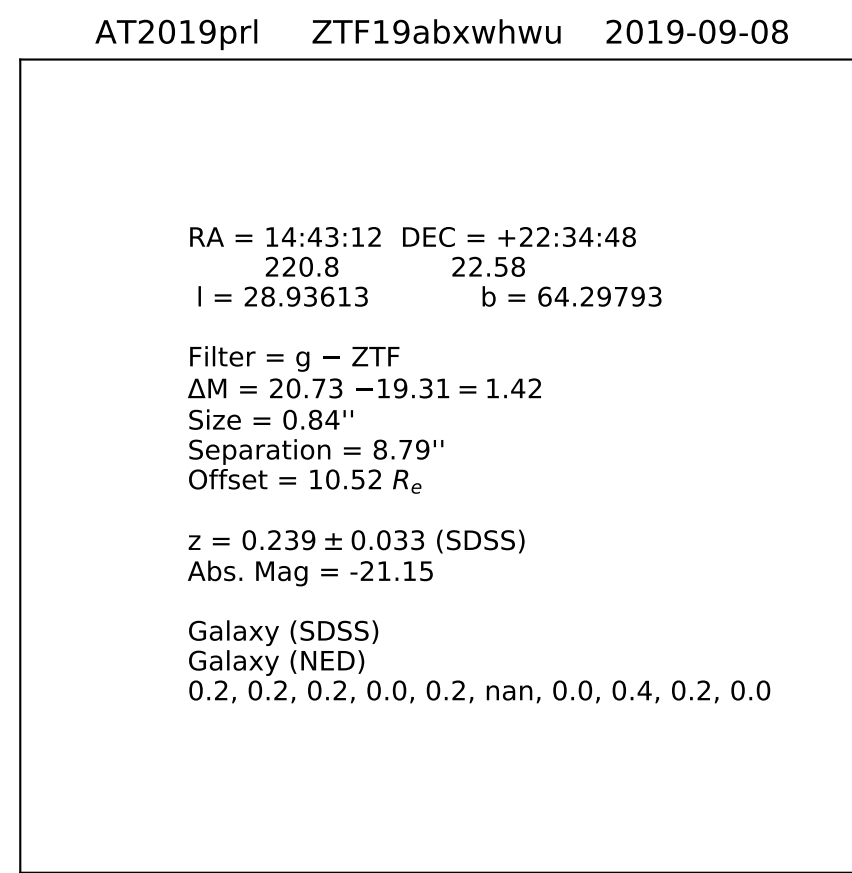 AT2019prl ZTF19abxwhwu 2019-09-08
RA = 14:43:12 DEC = +22:34:48
220.8 22.58
l = 28.93613 b = 64.29793
Filter = g − ZTF
ΔM = 20.73 −19.31 = 1.42
Size = 0.84''
Separation = 8.79''
Offset = 10.52 Rₑ
z = 0.239 ± 0.033 (SDSS)
Abs. Mag = -21.15
Galaxy (SDSS)
Galaxy (NED)
0.2, 0.2, 0.2, 0.0, 0.2, nan, 0.0, 0.4, 0.2, 0.0